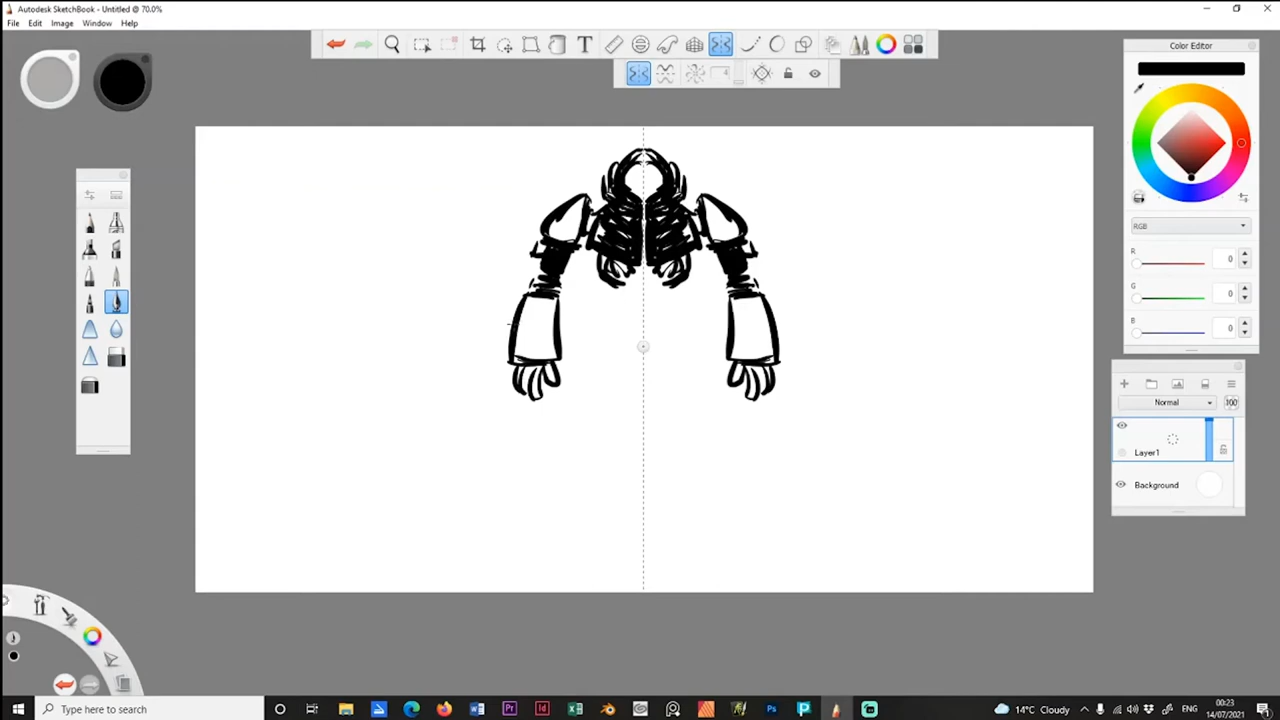 Autodesk SketchBook - Untitled @ 70.0%
File Edit Image Window Help
T
4
Color Editor
RGB
R 0
G 0
B 0
Normal 100
Layer1
Background
Type here to search
14°C Cloudy ENG 00:23
14/07/2021